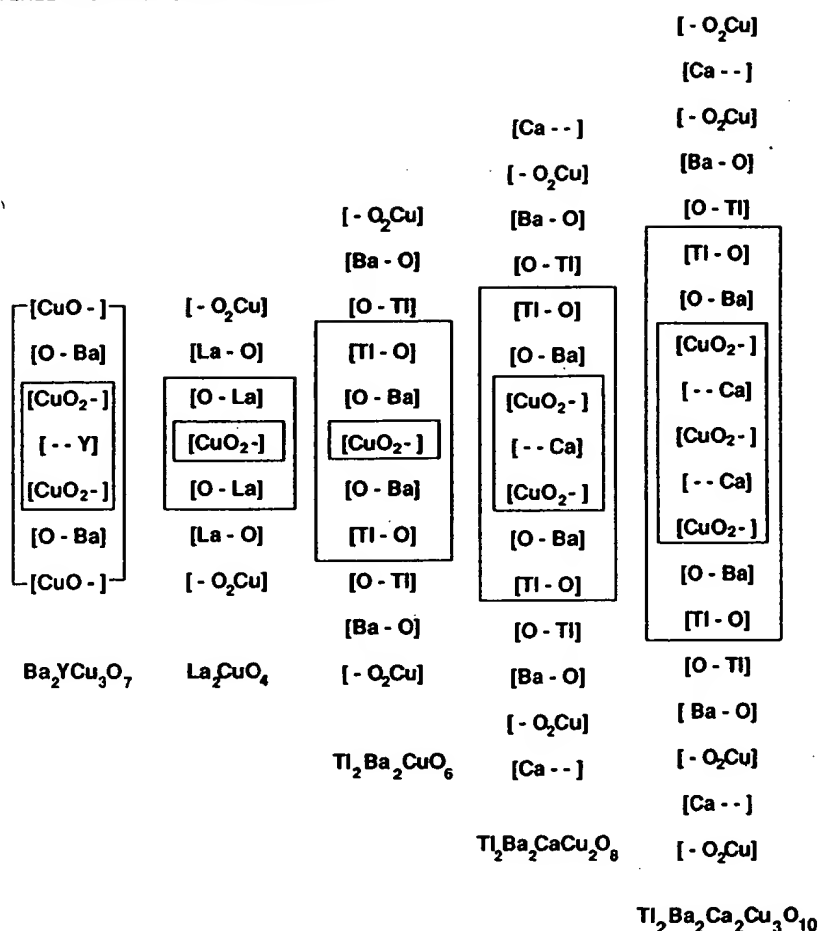 [CuO -]
[O - Ba]
[CuO₂-]
[- - Y]
[CuO₂-]
[O - Ba]
[CuO -]
Ba₂YCu₃O₇
[- O₂Cu]
[La - O]
[O - La]
[CuO₂-]
[O - La]
[La - O]
[- O₂Cu]
La₂CuO₄
[- O₂Cu]
[Ba - O]
[O - Tl]
[Tl - O]
[O - Ba]
[CuO₂-]
[O - Ba]
[Tl - O]
[O - Tl]
[Ba - O]
[- O₂Cu]
Tl₂Ba₂CuO₆
[Ca - -]
[- O₂Cu]
[Ba - O]
[O - Tl]
[Tl - O]
[O - Ba]
[CuO₂-]
[- - Ca]
[CuO₂-]
[O - Ba]
[Tl - O]
[O - Tl]
[Ba - O]
[- O₂Cu]
[Ca - -]
Tl₂Ba₂CaCu₂O₈
[- O₂Cu]
[Ca - -]
[- O₂Cu]
[Ba - O]
[O - Tl]
[Tl - O]
[O - Ba]
[CuO₂-]
[- - Ca]
[CuO₂-]
[- - Ca]
[CuO₂-]
[O - Ba]
[Tl - O]
[O - Tl]
[Ba - O]
[- O₂Cu]
[Ca - -]
[- O₂Cu]
Tl₂Ba₂Ca₂Cu₃O₁₀